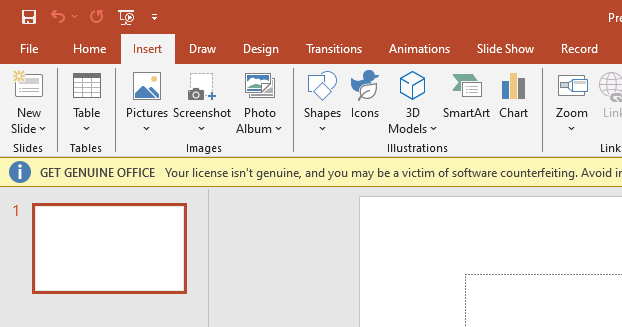 Pre
File Home Insert Draw Design Transitions Animations Slide Show Record
New Slide
Table
Pictures Screenshot Photo Album
Shapes Icons 3D Models SmartArt Chart
Zoom Link
Slides Tables Images Illustrations Link
GET GENUINE OFFICE Your license isn't genuine, and you may be a victim of software counterfeiting. Avoid in
1